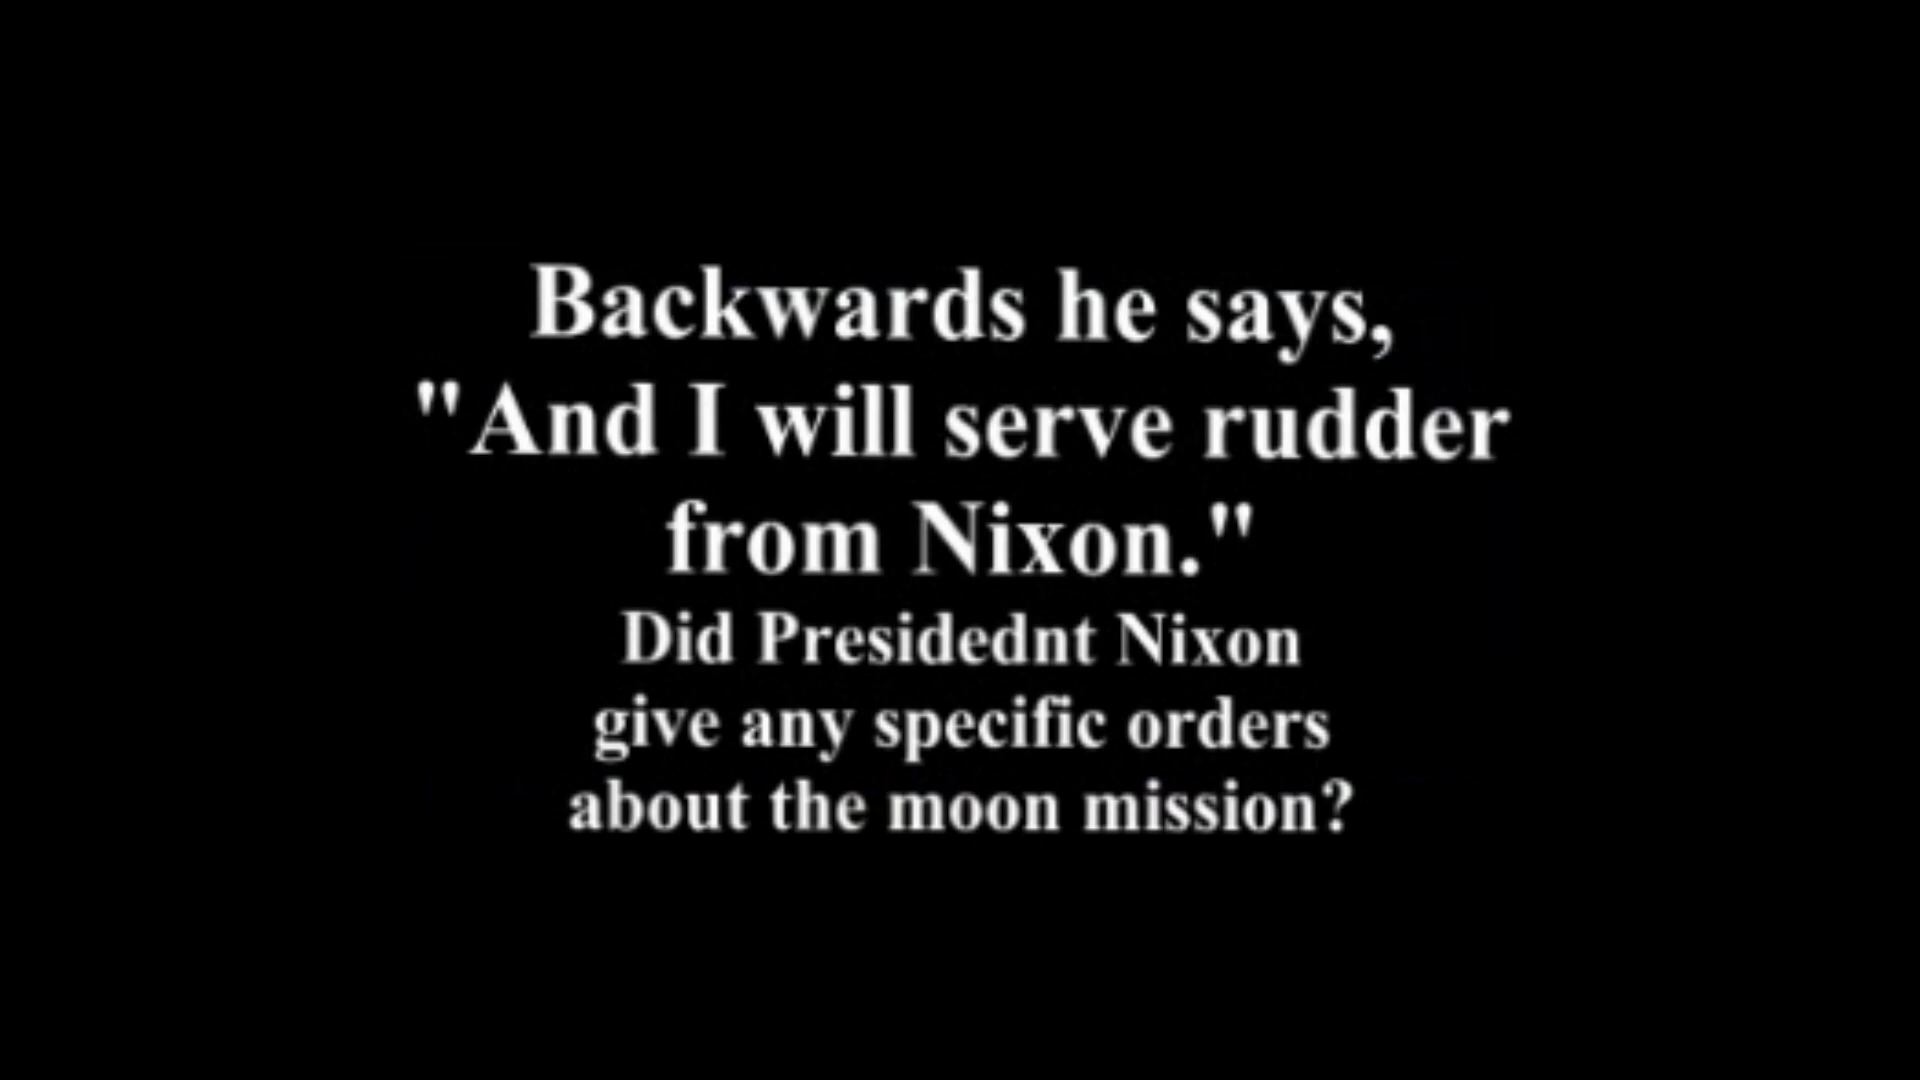 Backwards he says,
"And I will serve rudder
from Nixon."
Did Presidednt Nixon
give any specific orders
about the moon mission?